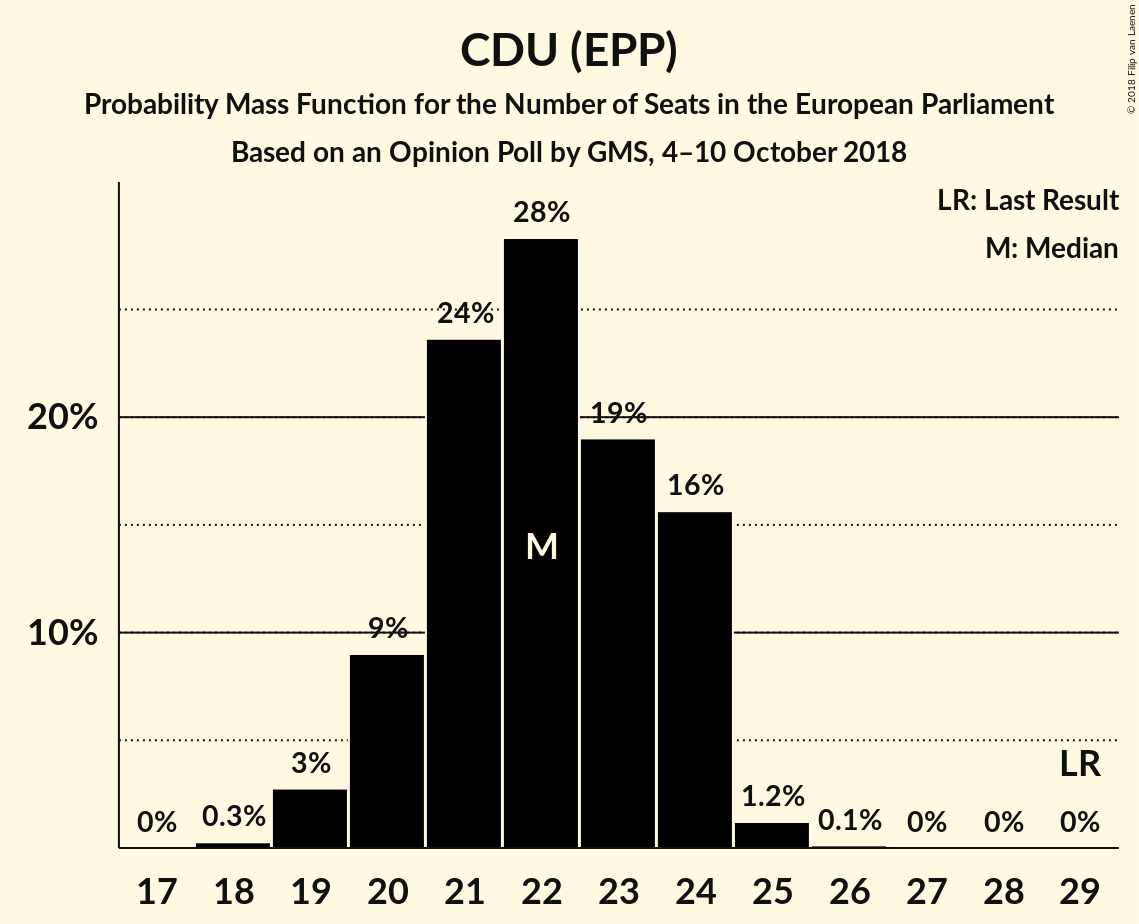 CDU (EPP)
Probability Mass Function for the Number of Seats in the European Parliament
Based on an Opinion Poll by GMS, 4–10 October 2018
© 2018 Filip van Laenen
LR: Last Result
M: Median
20%
10%
0%
0.3%
3%
9%
24%
28%
19%
16%
1.2%
0.1%
0%
0%
0%
M
LR
17 18 19 20 21 22 23 24 25 26 27 28 29